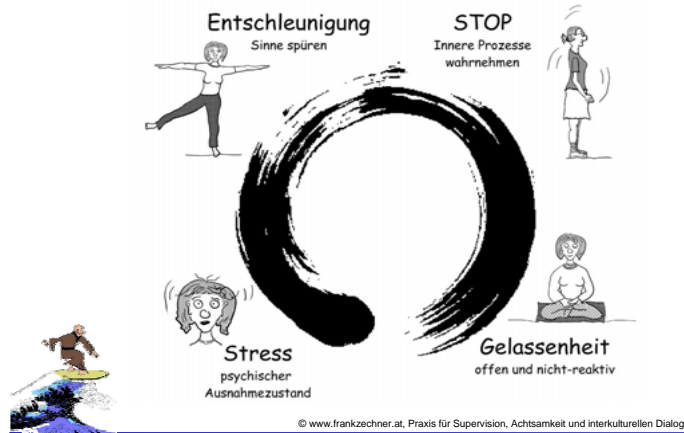 Entschleunigung
Sinne spüren
STOP
Innere Prozesse
wahrnehmen
Stress
psychischer
Ausnahmezustand
Gelassenheit
offen und nicht-reaktiv
© www.frankzechner.at, Praxis für Supervision, Achtsamkeit und interkulturellen Dialog